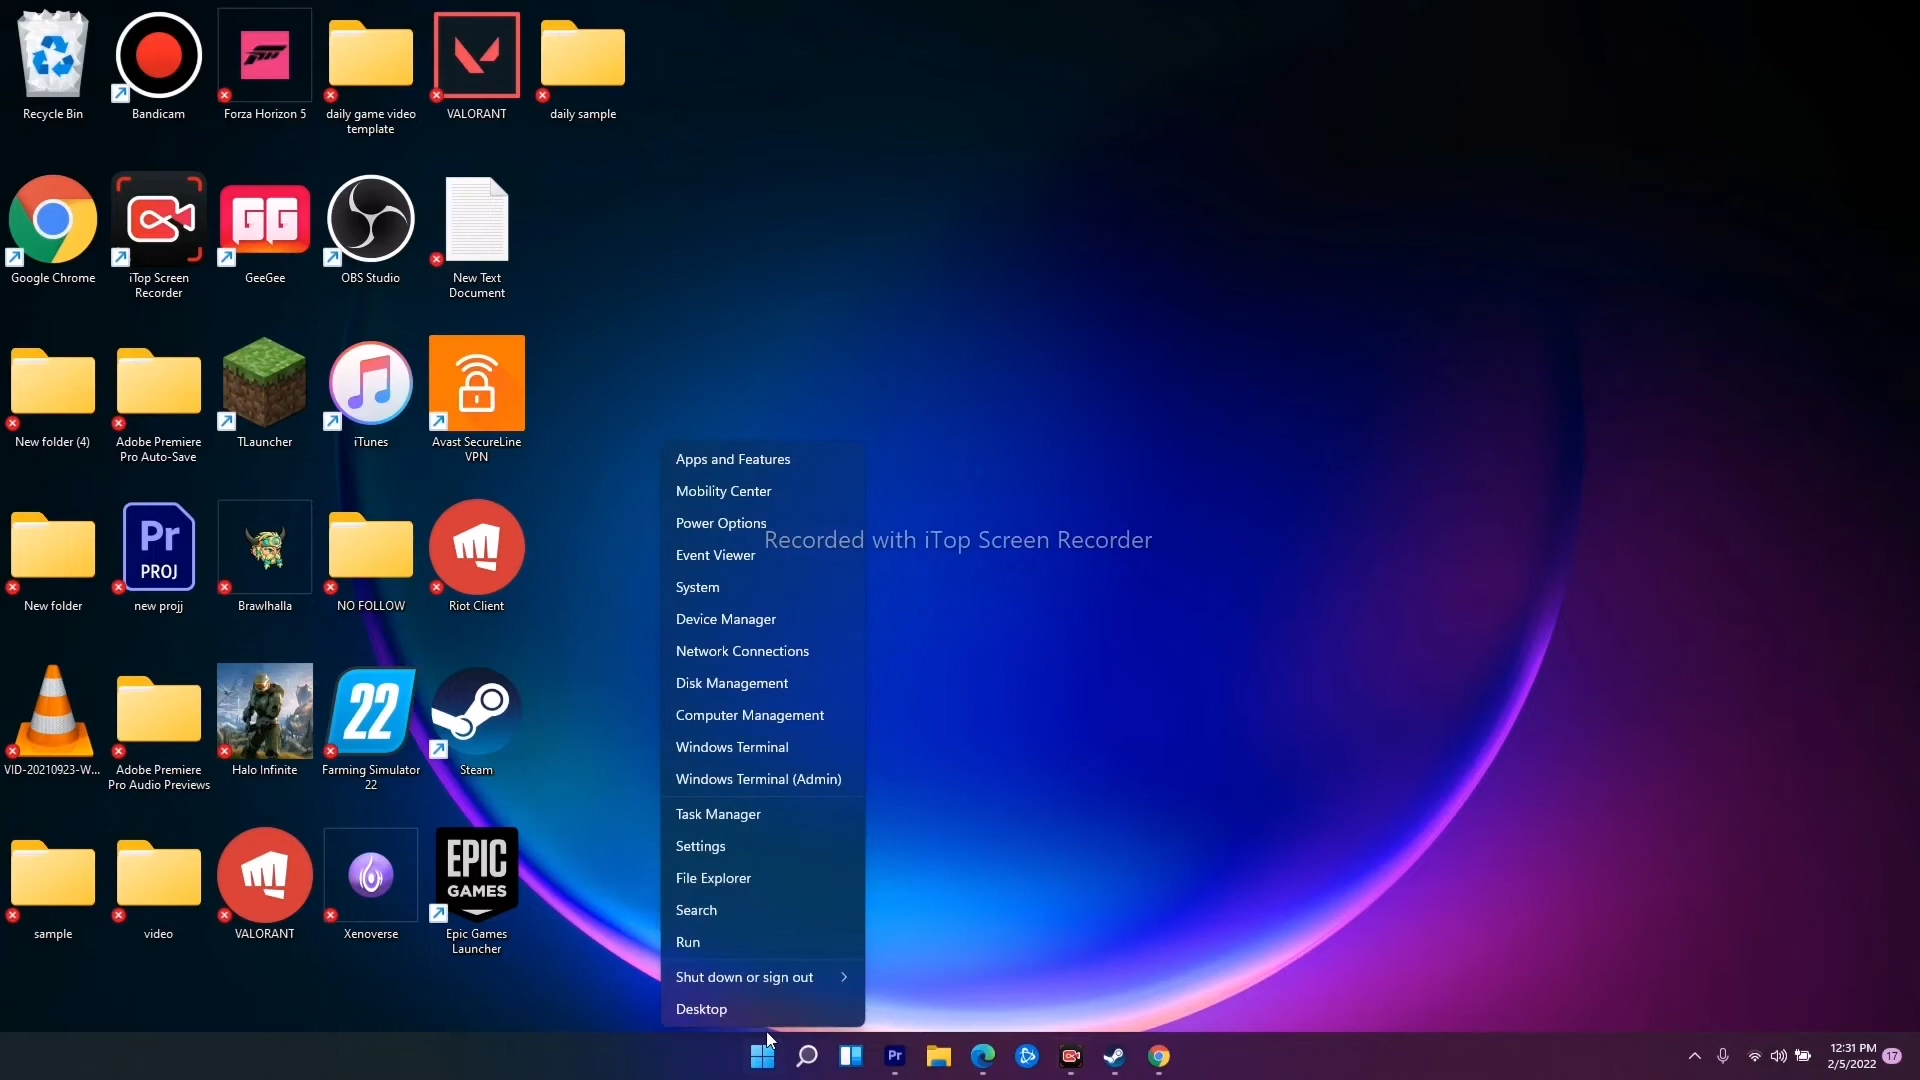 Recycle Bin
Bandicam
Forza Horizon 5
daily game video
template
VALORANT
daily sample
GG
Google Chrome
iTop Screen
Recorder
GeeGee
OBS Studio
New Text
Document
New folder (4)
Adobe Premiere
Pro Auto-Save
TLauncher
iTunes
Avast SecureLine
VPN
Pr
PROJ
New folder
new projj
Brawlhalla
NO FOLLOW
Riot Client
22
VID-20210923-W...
Adobe Premiere
Pro Audio Previews
Halo Infinite
Farming Simulator
22
Steam
EPIC
GAMES
sample
video
VALORANT
Xenoverse
Epic Games
Launcher
Apps and Features
Mobility Center
Power Options
Event Viewer
System
Device Manager
Network Connections
Disk Management
Computer Management
Windows Terminal
Windows Terminal (Admin)
Task Manager
Settings
File Explorer
Search
Run
Shut down or sign out
Desktop
Recorded with iTop Screen Recorder
Pr
12:31 PM
2/5/2022
17